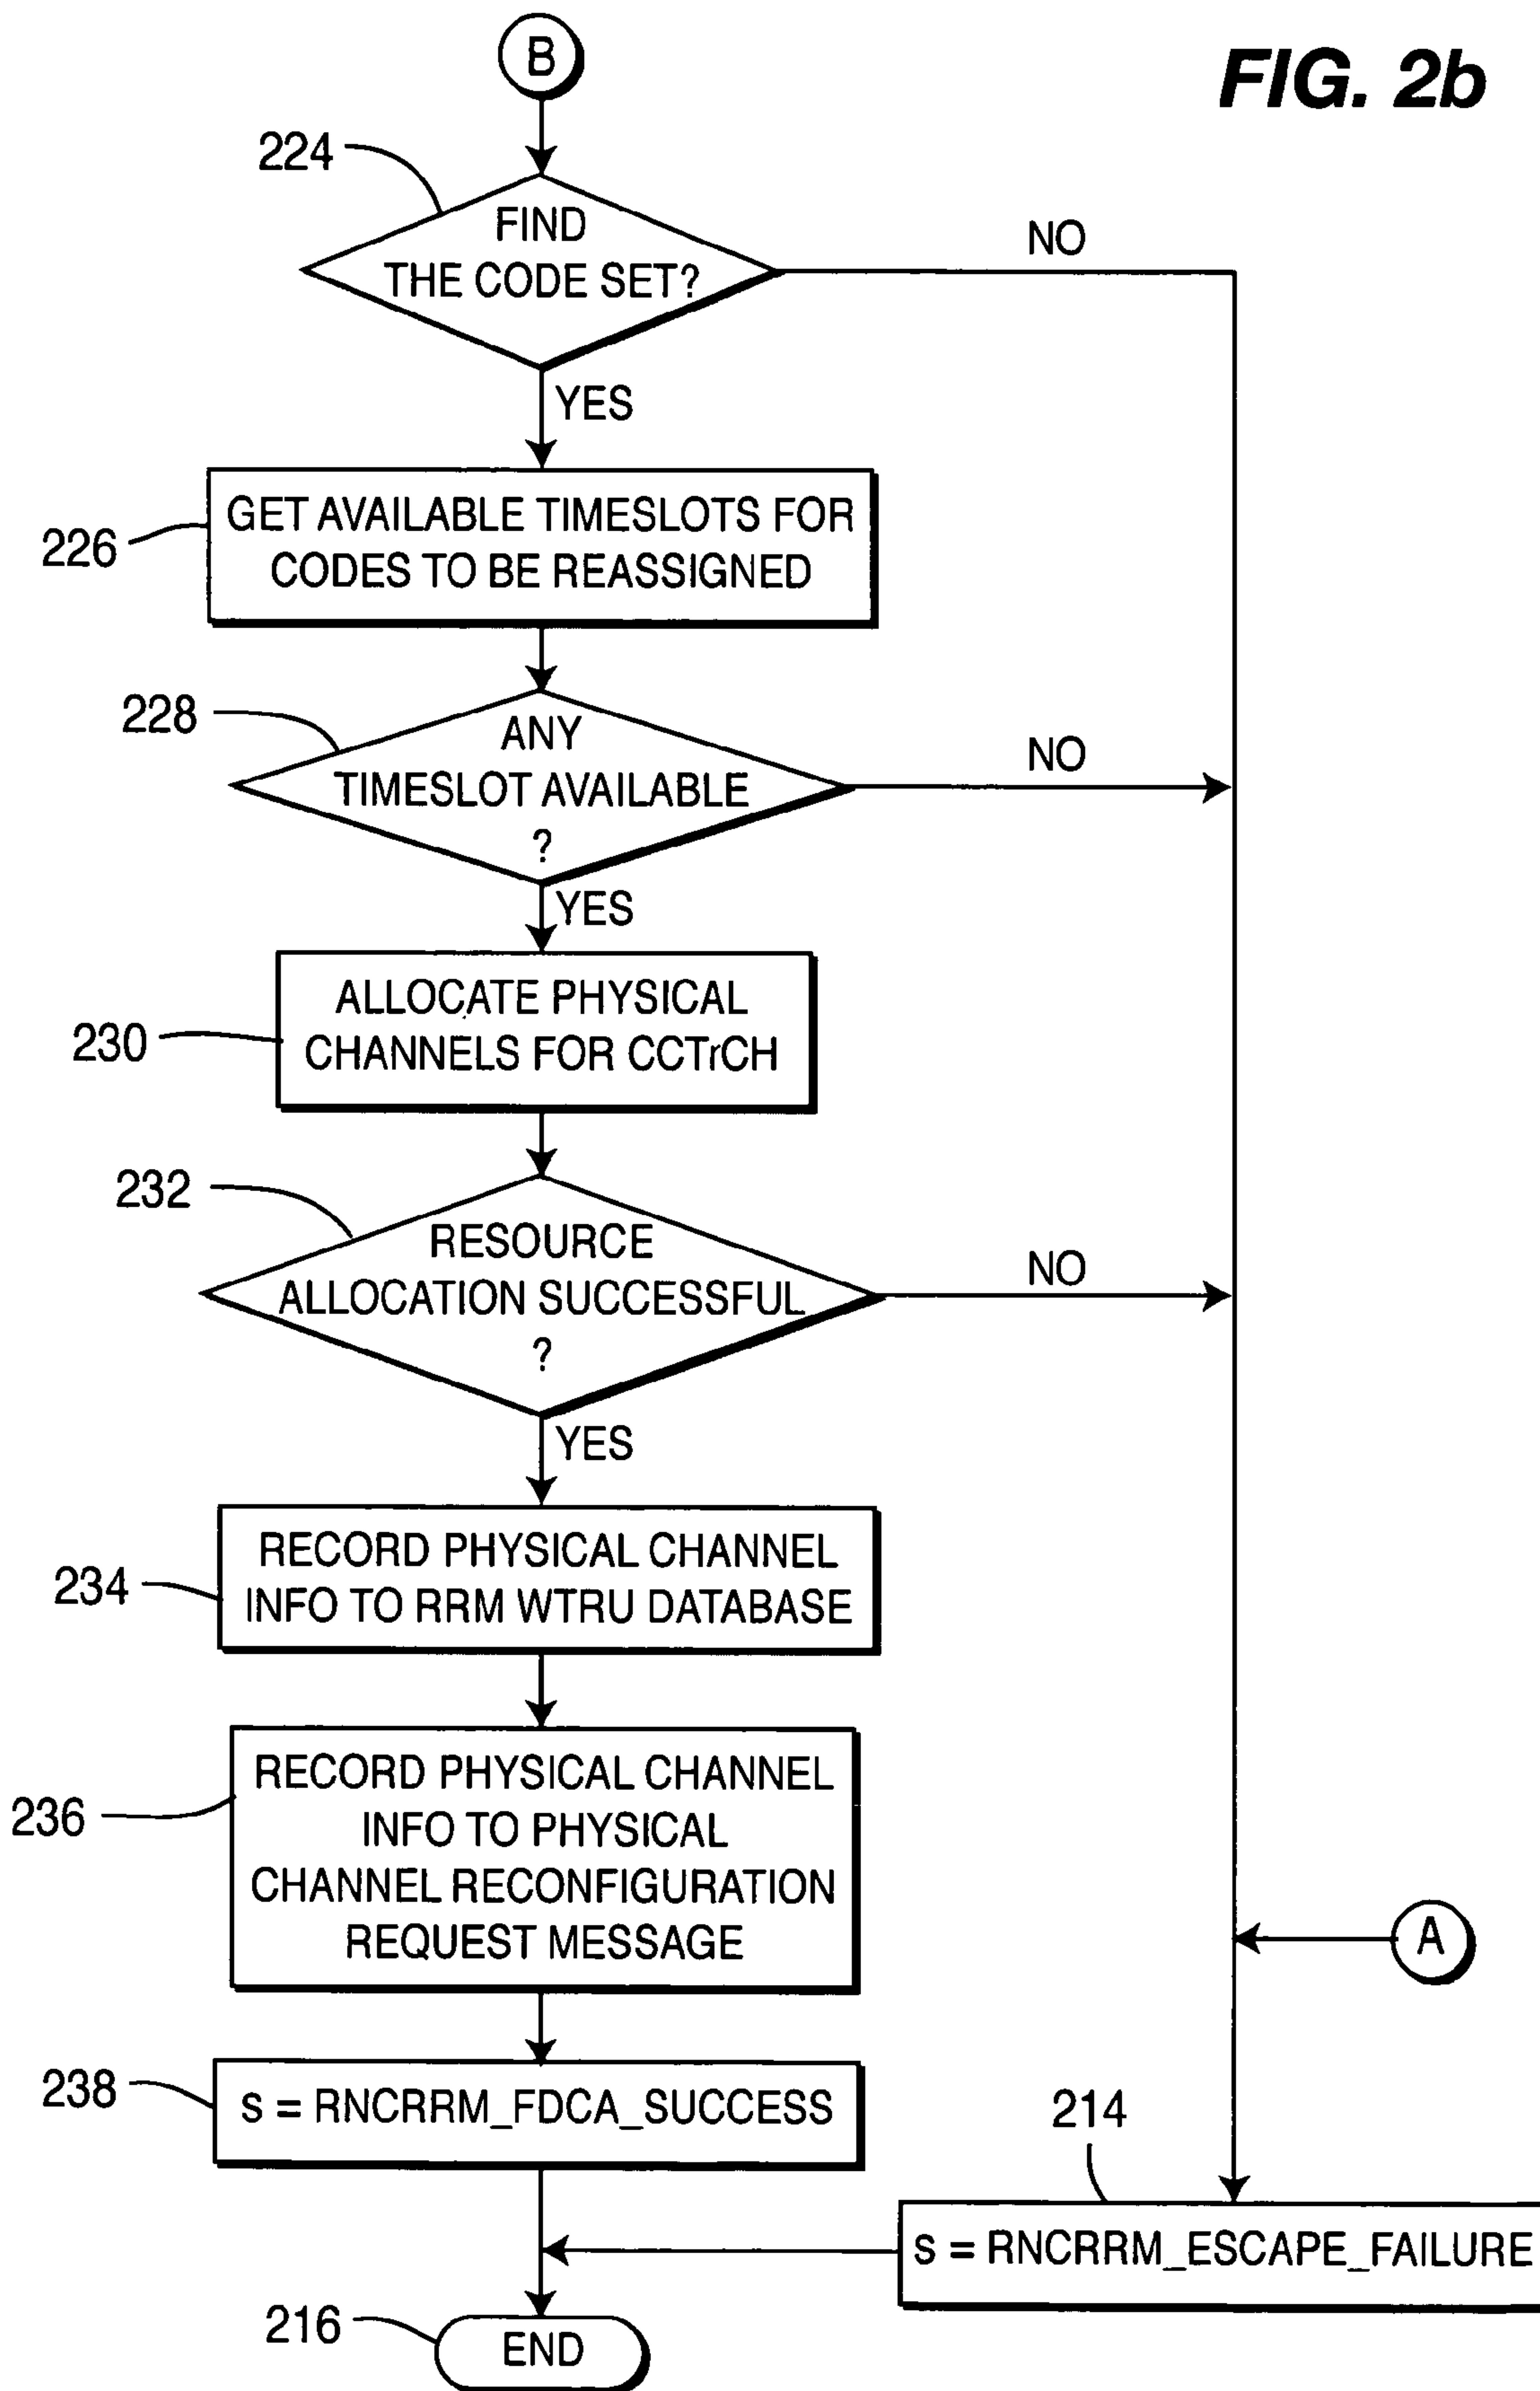 B
FIG. 2b
224
FIND
THE CODE SET?
NO
YES
226
GET AVAILABLE TIMESLOTS FOR
CODES TO BE REASSIGNED
228
ANY
TIMESLOT AVAILABLE
?
NO
YES
230
ALLOCATE PHYSICAL
CHANNELS FOR CCTrCH
232
RESOURCE
ALLOCATION SUCCESSFUL
?
NO
YES
234
RECORD PHYSICAL CHANNEL
INFO TO RRM WTRU DATABASE
236
RECORD PHYSICAL CHANNEL
INFO TO PHYSICAL
CHANNEL RECONFIGURATION
REQUEST MESSAGE
A
238
s = RNCRRM_FDCA_SUCCESS
214
s = RNCRRM_ESCAPE_FAILURE
216
END